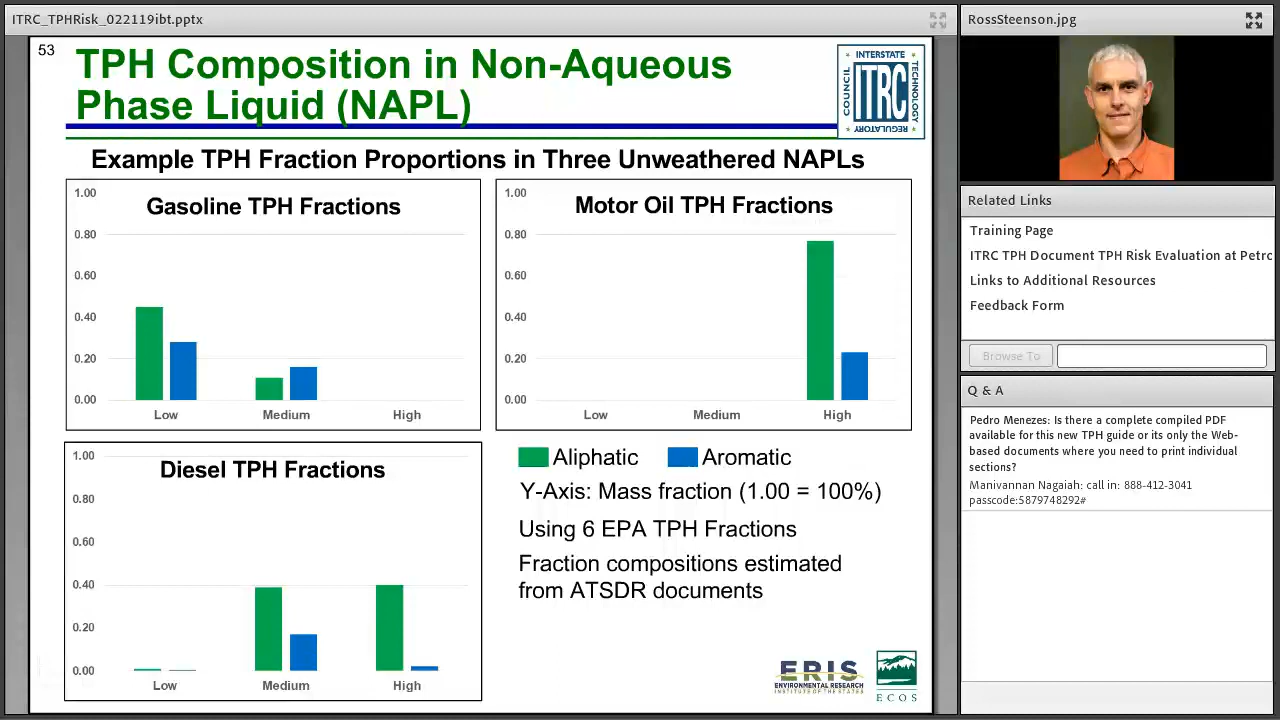 ITRC_TPHRisk_022119ibt.pptx
53
TPH Composition in Non-Aqueous
Phase Liquid (NAPL)
INTERSTATE
COUNCIL
ITRC
TECHNOLOGY
REGULATORY
Example TPH Fraction Proportions in Three Unweathered NAPLs
Gasoline TPH Fractions
1.00
0.80
0.60
0.40
0.20
0.00
Low Medium High
Motor Oil TPH Fractions
1.00
0.80
0.60
0.40
0.20
0.00
Low Medium High
Diesel TPH Fractions
1.00
0.80
0.60
0.40
0.20
0.00
Low Medium High
Aliphatic Aromatic
Y-Axis: Mass fraction (1.00 = 100%)
Using 6 EPA TPH Fractions
Fraction compositions estimated
from ATSDR documents
ERIS
ENVIRONMENTAL RESEARCH
INSTITUTE OF THE STATES
ECOS
RossSteenson.jpg
Related Links
Training Page
ITRC TPH Document TPH Risk Evaluation at Petrc
Links to Additional Resources
Feedback Form
Browse To
Q & A
Pedro Menezes: Is there a complete compiled PDF
available for this new TPH guide or its only the Web-
based documents where you need to print individual
sections?
Manivannan Nagaiah: call in: 888-412-3041
passcode:5879748292#